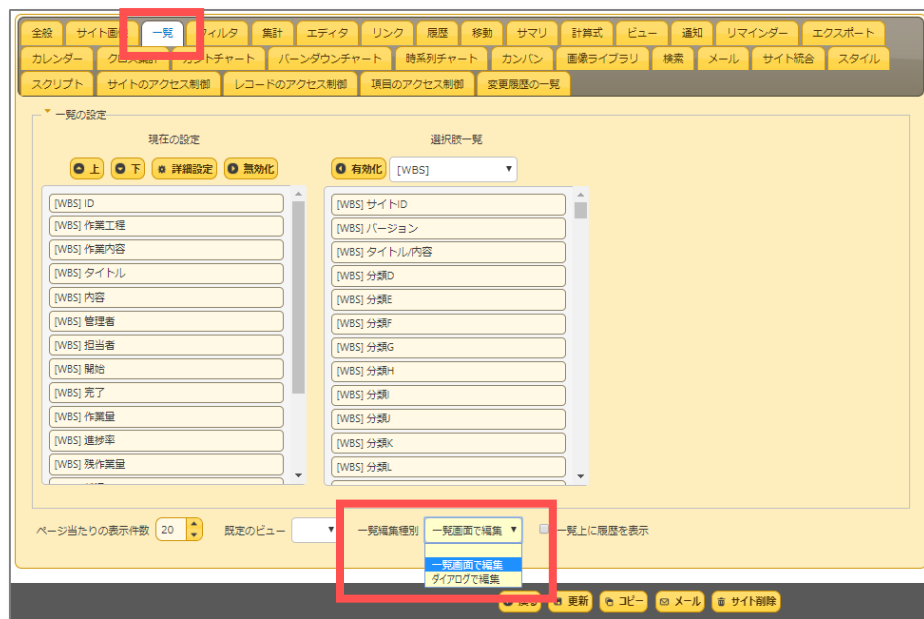 全般 サイト画像 一覧 フィルタ 集計 エディタ リンク 履歴 移動 サマリ 計算式 ビュー 通知 リマインダー エクスポート
カレンダー クロス集計 ガントチャート バーンダウンチャート 時系列チャート カンバン 画像ライブラリ 検索 メール サイト統合 スタイル
スクリプト サイトのアクセス制御 レコードのアクセス制御 項目のアクセス制御 変更履歴の一覧
一覧の設定
現在の設定 選択肢一覧
上 下 詳細設定 無効化 有効化 [WBS]
[WBS] ID [WBS] サイトID
[WBS] 作業工程 [WBS] バージョン
[WBS] 作業内容 [WBS] タイトル/内容
[WBS] タイトル [WBS] 分類D
[WBS] 内容 [WBS] 分類E
[WBS] 管理者 [WBS] 分類F
[WBS] 担当者 [WBS] 分類G
[WBS] 開始 [WBS] 分類H
[WBS] 完了 [WBS] 分類I
[WBS] 作業量 [WBS] 分類J
[WBS] 進捗率 [WBS] 分類K
[WBS] 残作業量 [WBS] 分類L
ページ当たりの表示件数 20 既定のビュー 一覧編集種別 一覧画面で編集 一覧上に履歴を表示
一覧画面で編集
ダイアログで編集
戻る 更新 コピー メール サイト削除